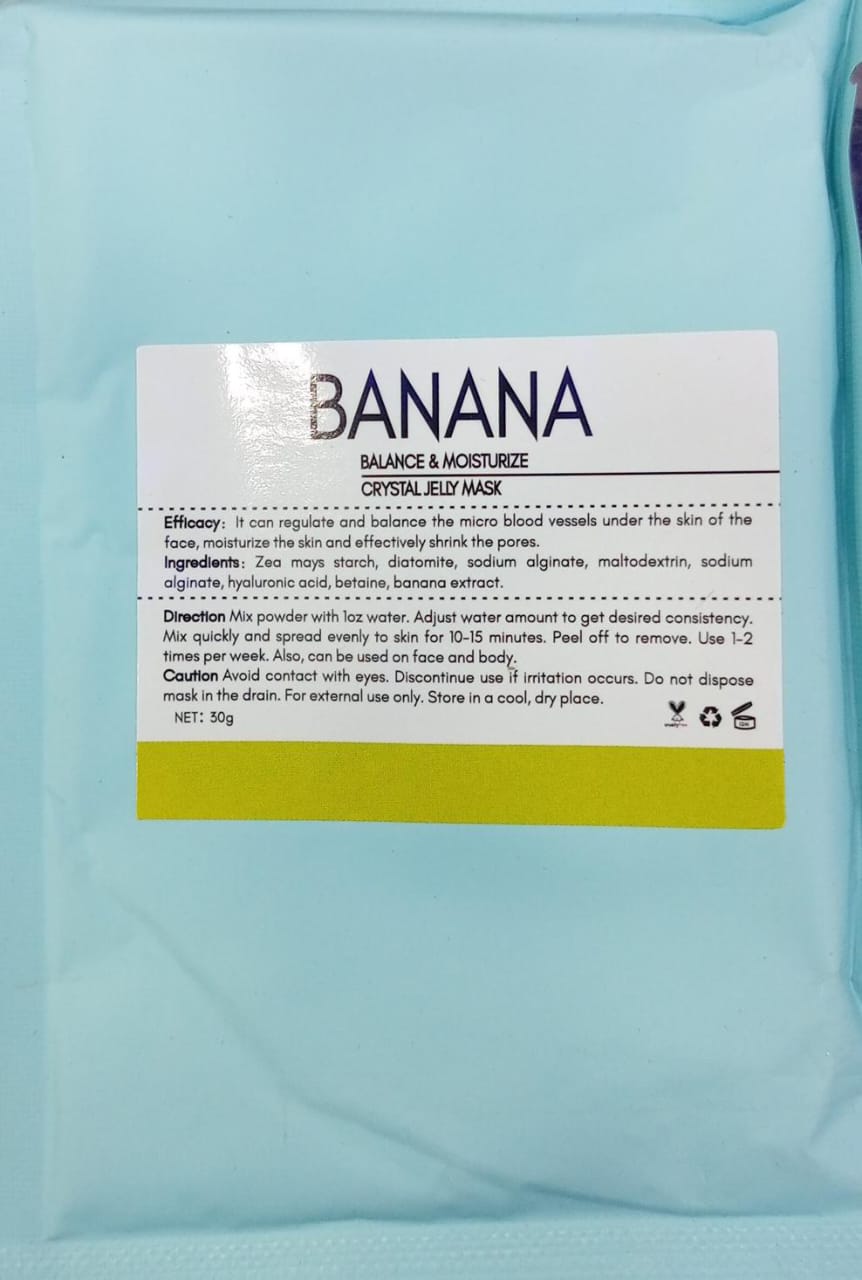 BANANA
BALANCE & MOISTURIZE
CRYSTAL JELLY MASK
Efficacy: It can regulate and balance the micro blood vessels under the skin of the
face, moisturize the skin and effectively shrink the pores.
Ingredients: Zea mays starch, diatomite, sodium alginate, maltodextrin, sodium
alginate, hyaluronic acid, betaine, banana extract.
Direction Mix powder with 1oz water. Adjust water amount to get desired consistency.
Mix quickly and spread evenly to skin for 10-15 minutes. Peel off to remove. Use 1-2
times per week. Also, can be used on face and body.
Caution Avoid contact with eyes. Discontinue use if irritation occurs. Do not dispose
mask in the drain. For external use only. Store in a cool, dry place.
NET: 30g